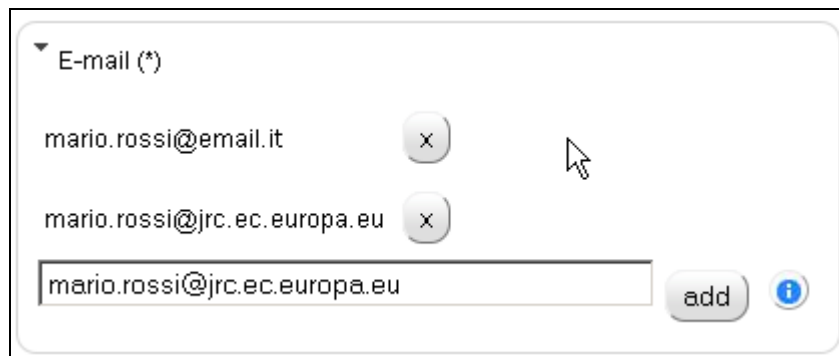 E-mail (*)
mario.rossi@email.it x
mario.rossi@jrc.ec.europa.eu x
mario.rossi@jrc.ec.europa.eu add i